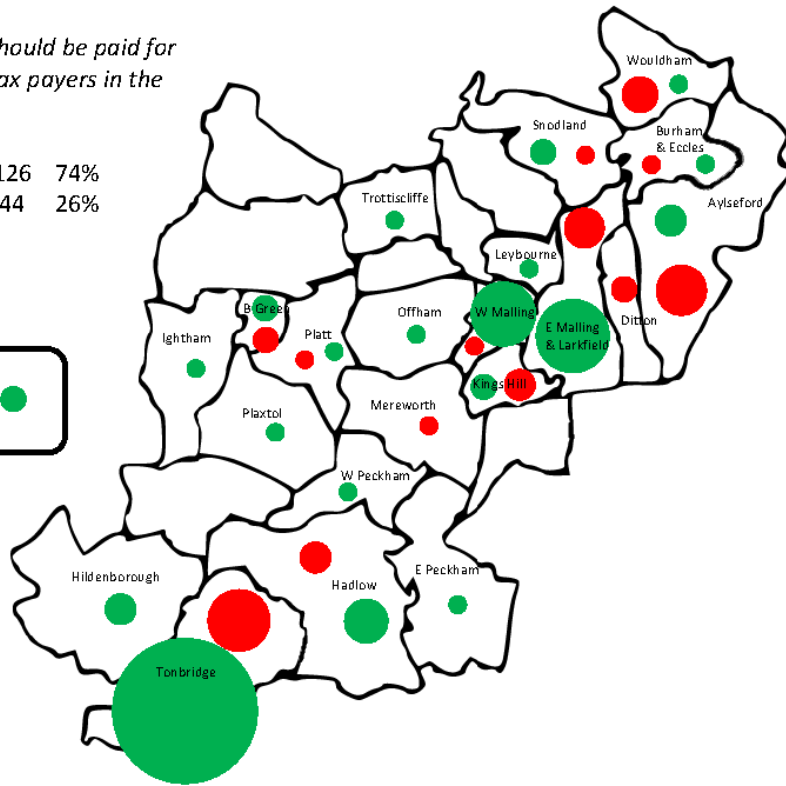 hould be paid for
ax payers in the
126 74%
44 26%
Wouldham
Snodland
Burham
& Eccles
Trottiscliffe
Aylseford
Leybourne
B Green
Offham
W Malling
Ightham
Platt
E Malling
& Larkfield
Ditton
Kings Hill
Mereworth
Plaxtol
W Peckham
Hildenborough
E Peckham
Hadlow
Tonbridge